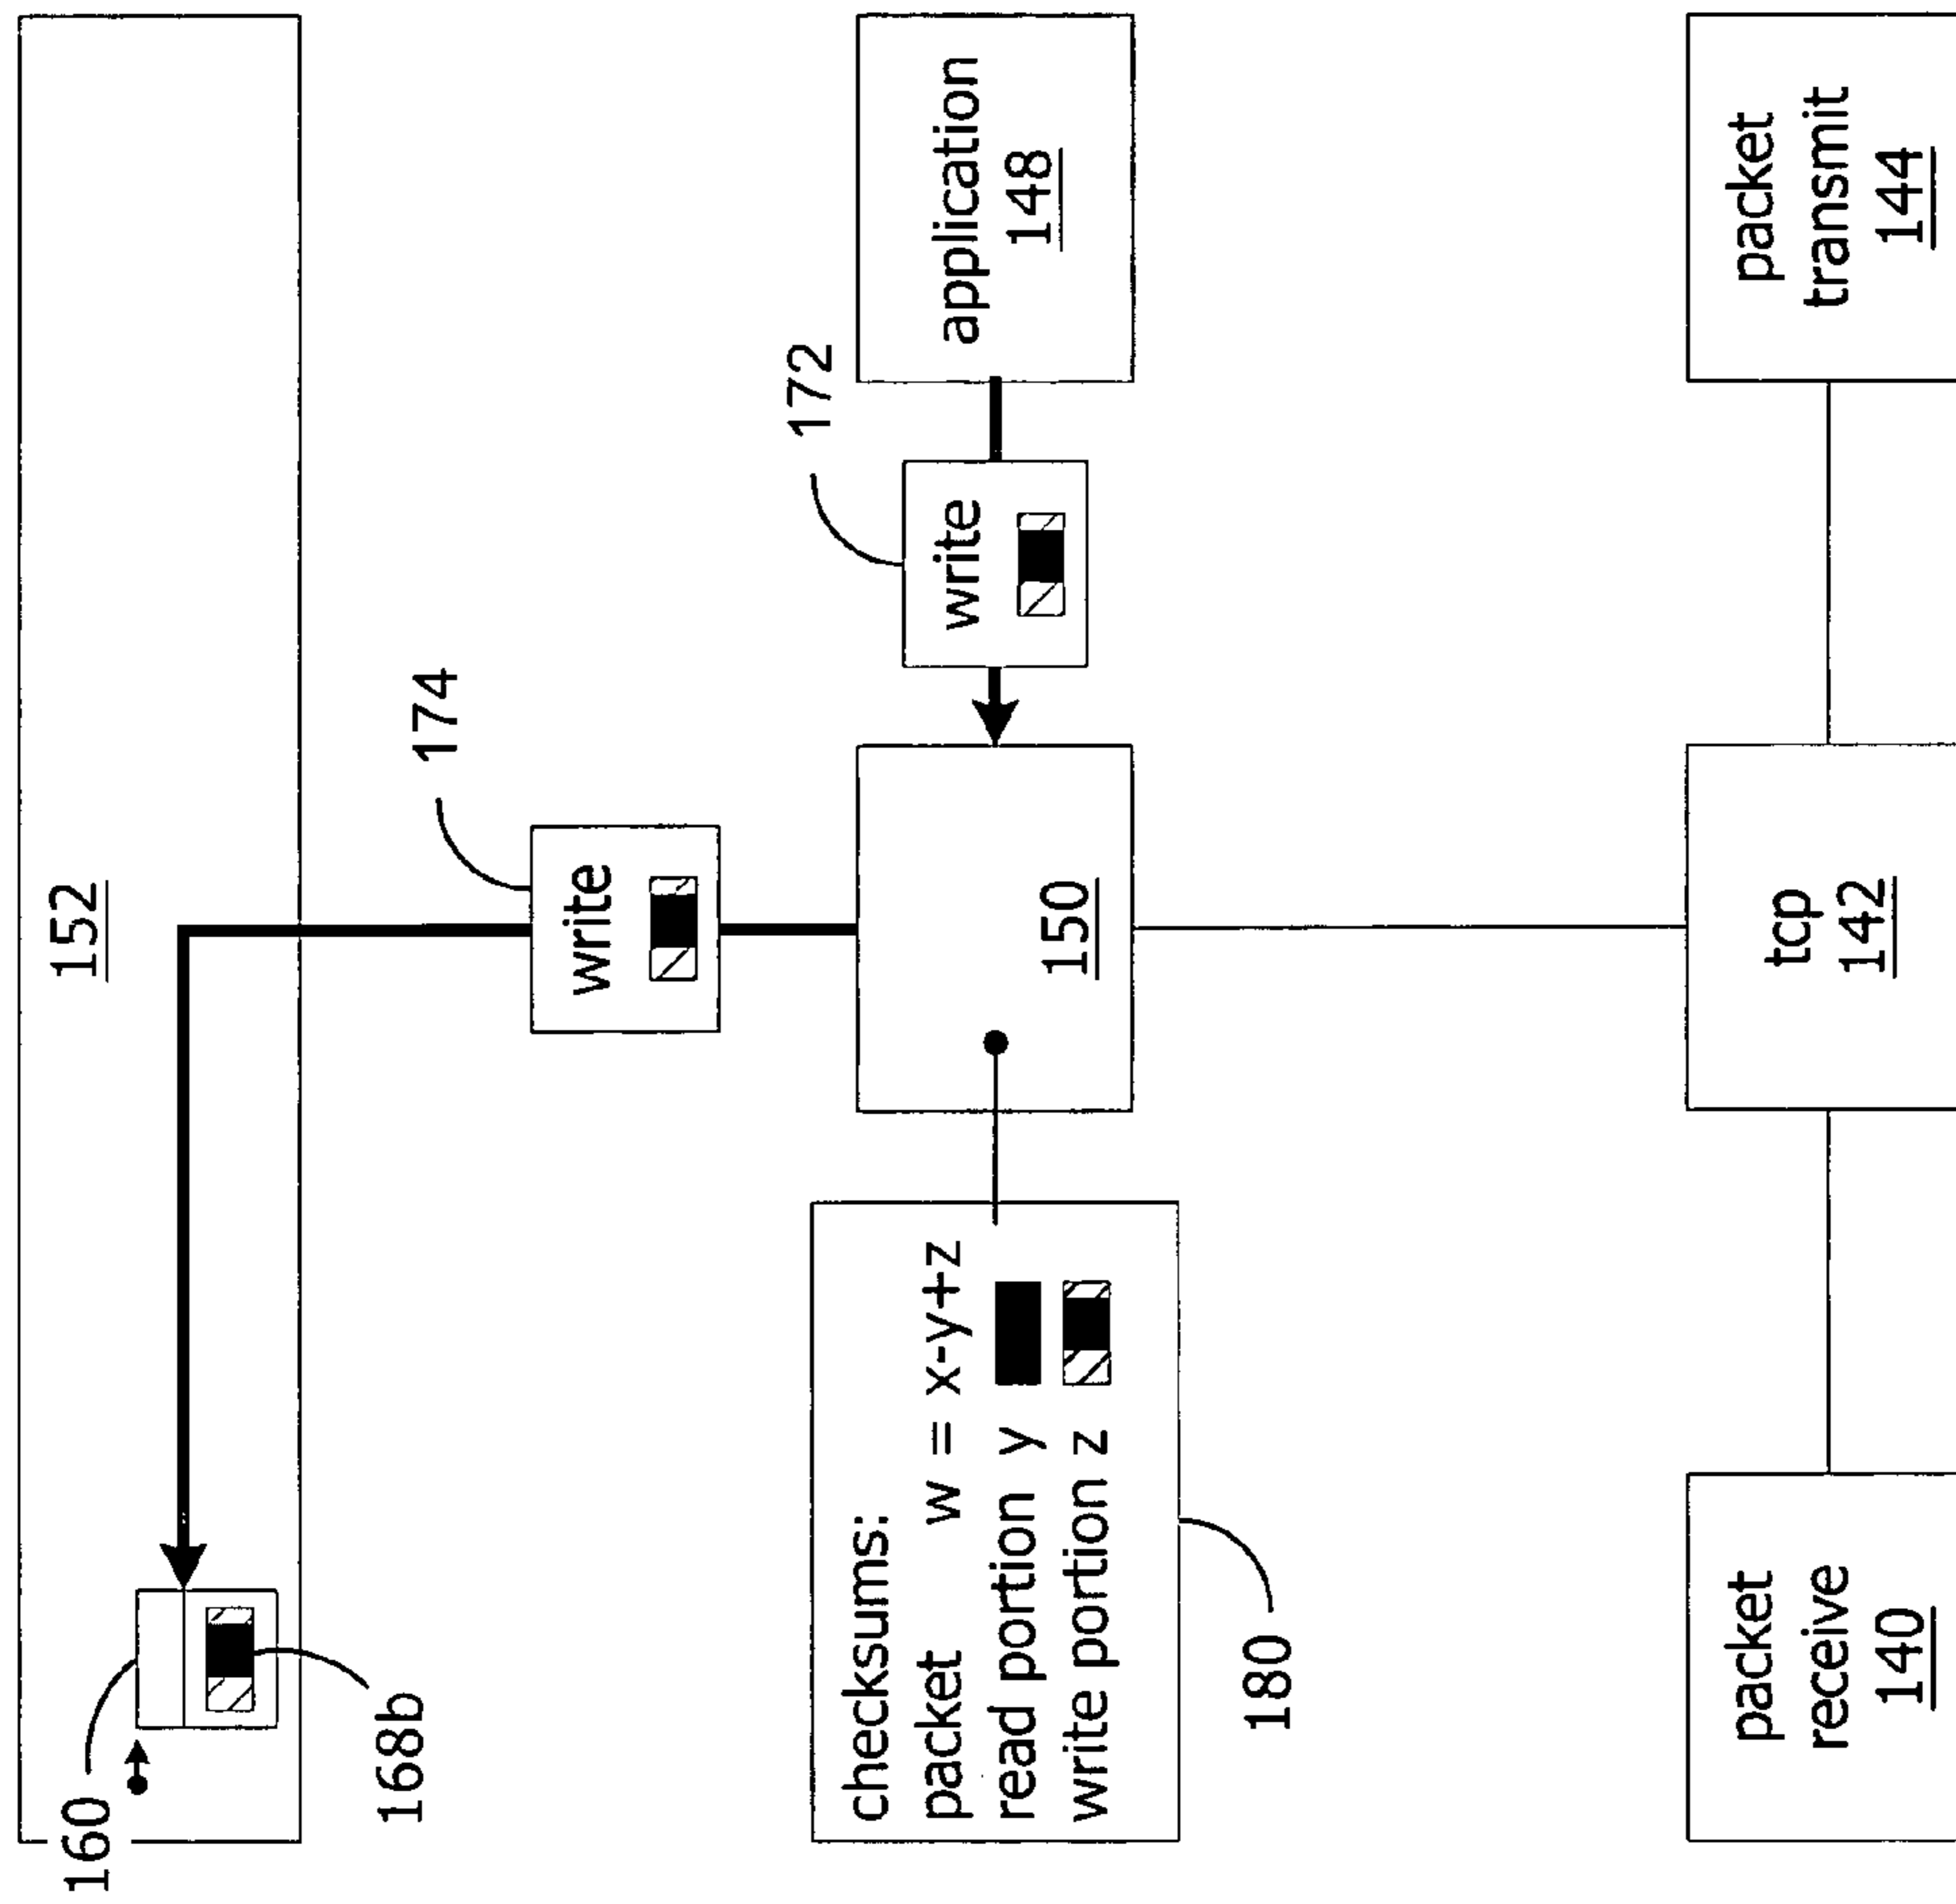 152
160
168b
174
write
172
checksums:
packet w = x-y+z
read portion y
write portion z
180
150
write
application
148
packet
receive
140
tcp
142
packet
transmit
144